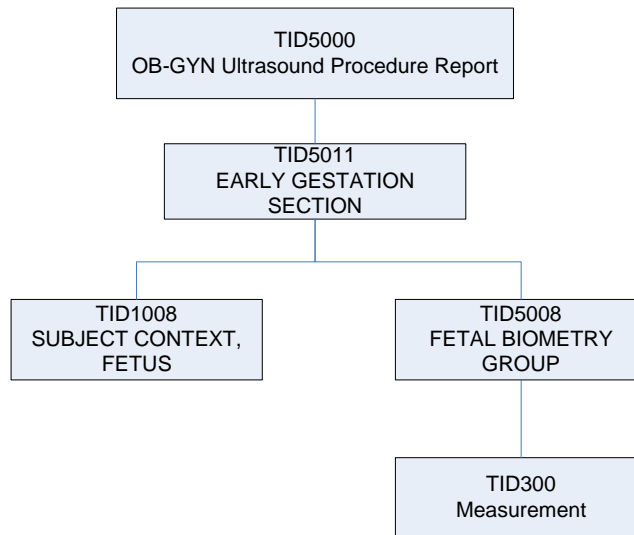 TID5000
OB-GYN Ultrasound Procedure Report
TID5011
EARLY GESTATION
SECTION
TID1008
SUBJECT CONTEXT,
FETUS
TID5008
FETAL BIOMETRY
GROUP
TID300
Measurement